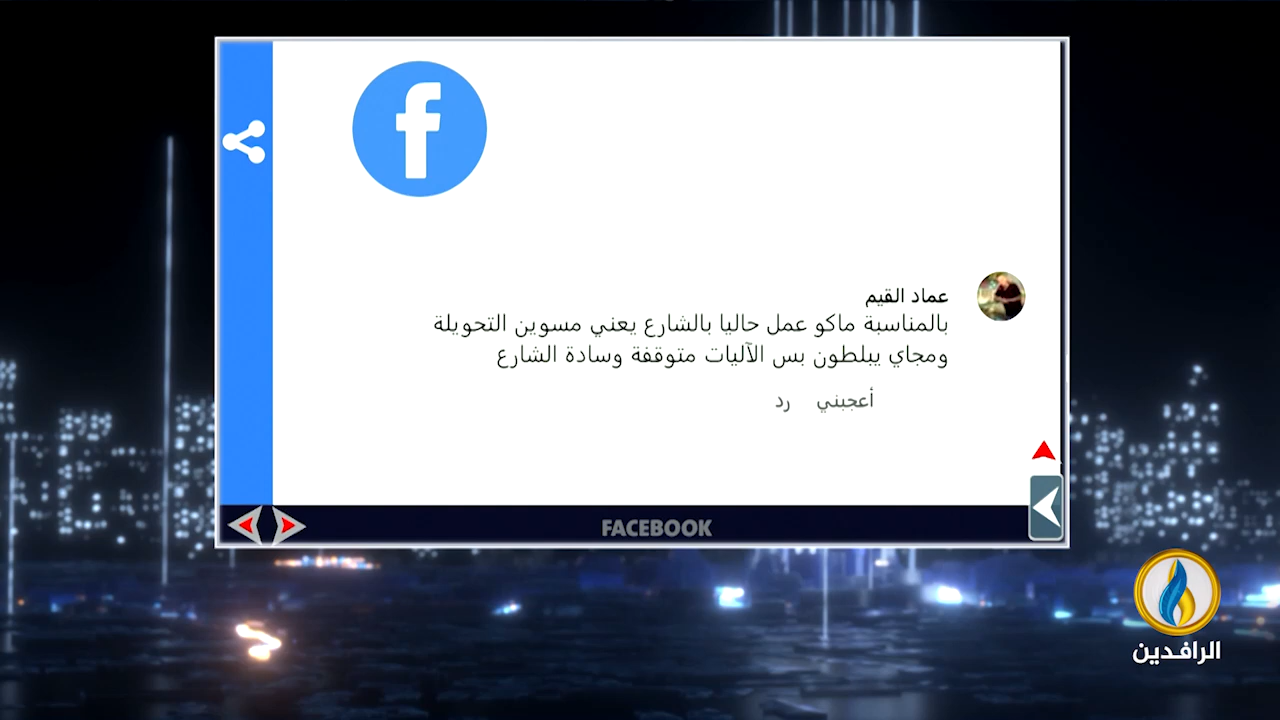 f
عماد القيم
بالمناسبة ماكو عمل حاليا بالشارع يعني مسوين التحويلة
ومجاي يبلطون بس الآليات متوقفة وسادة الشارع
أعجبني رد
FACEBOOK
الرافدين